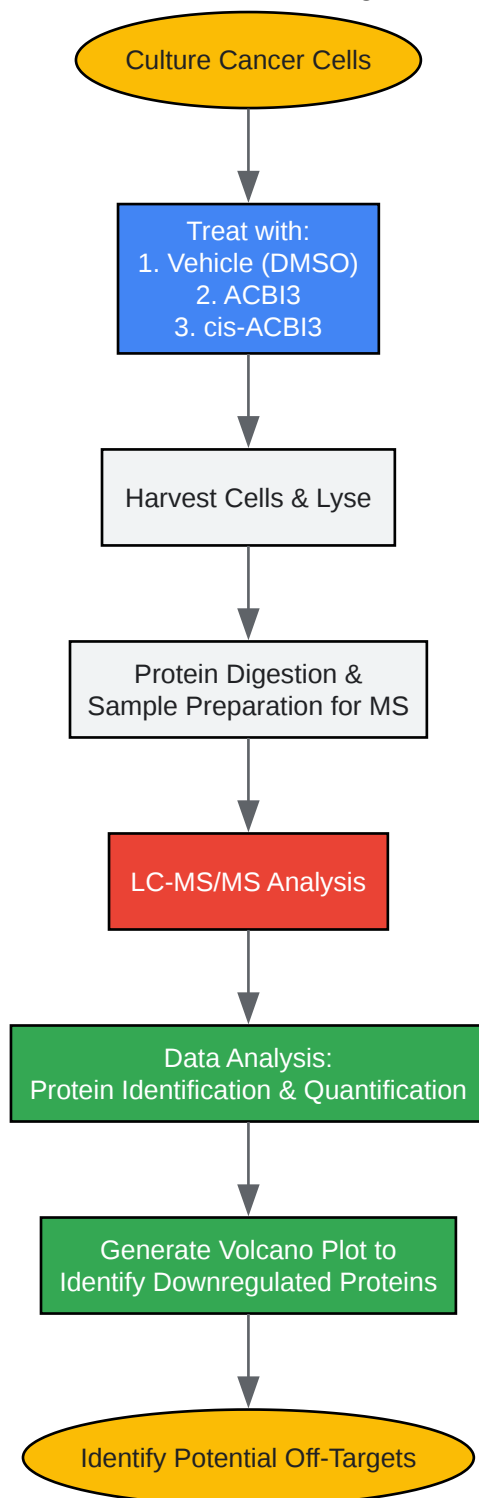 Culture Cancer Cells
Treat with:
1. Vehicle (DMSO)
2. ACBI3
3. cis-ACBI3
Harvest Cells & Lyse
Protein Digestion &
Sample Preparation for MS
LC-MS/MS Analysis
Data Analysis:
Protein Identification & Quantification
Generate Volcano Plot to
Identify Downregulated Proteins
Identify Potential Off-Targets